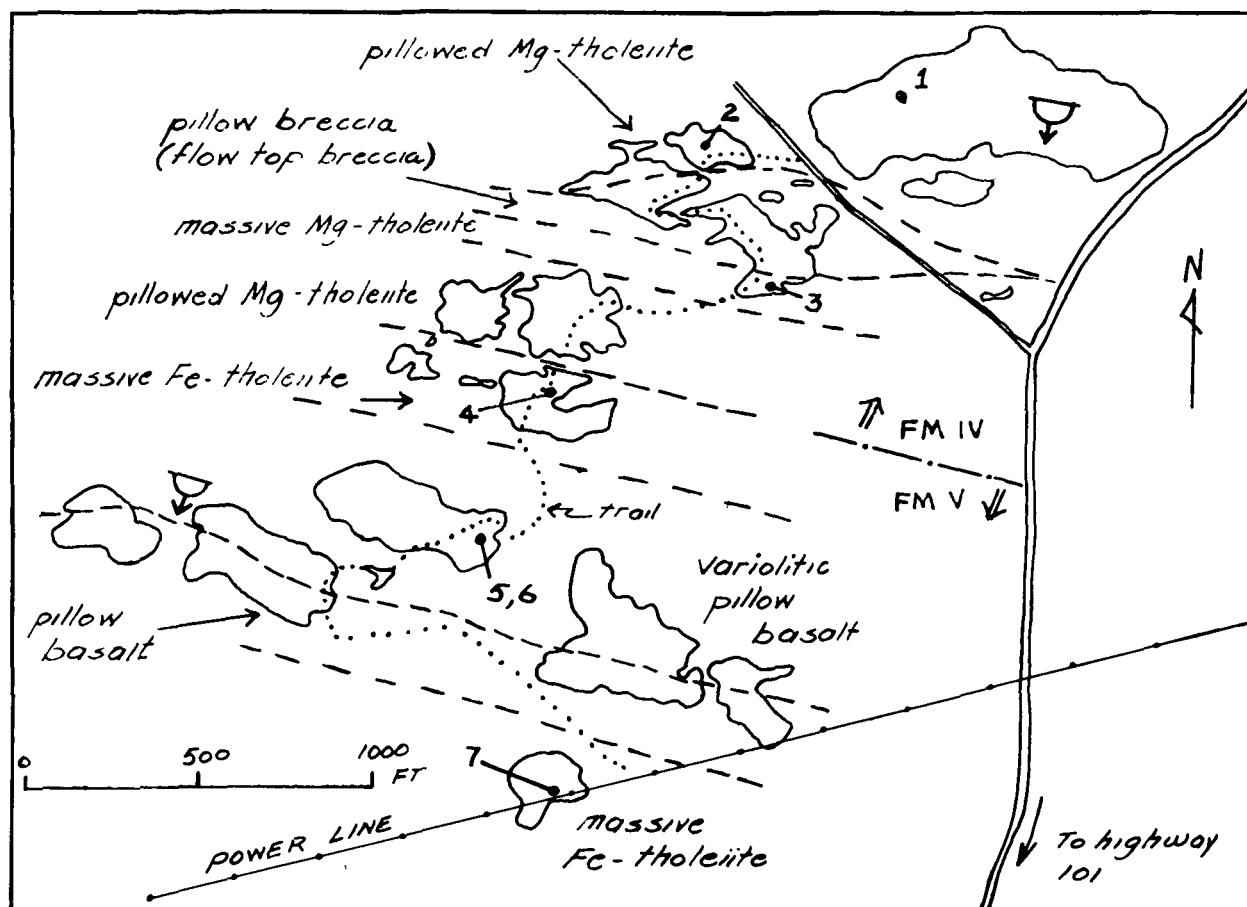 pillowed Mg-tholeiite
1
2
pillow breccia
(flow top breccia)
massive Mg-tholeiite
N
pillowed Mg-tholeiite
3
massive Fe-tholeiite
4
FM IV
FM V
trail
variolitic
pillow
basalt
5,6
pillow
basalt
0 500 1000
FT
7
POWER LINE
massive
Fe-tholeiite
To highway
101